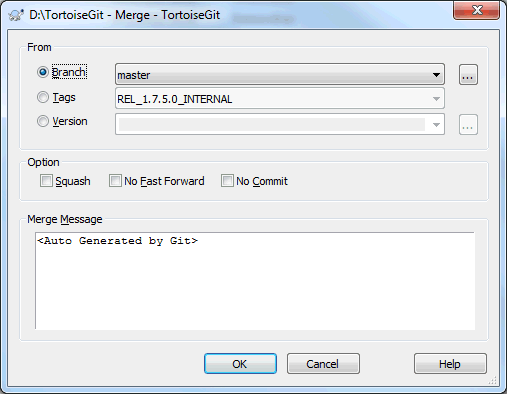 D:\TortoiseGit - Merge - TortoiseGit
From
Branch
master
...
Tags
REL_1.7.5.0_INTERNAL
Version
...
Option
Squash
No Fast Forward
No Commit
Merge Message
<Auto Generated by Git>
OK
Cancel
Help